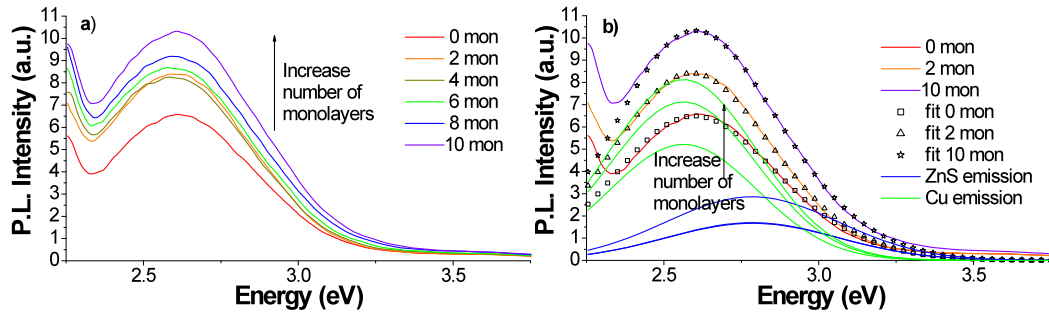 a)
P.L. Intensity (a.u.)
11
10
9
8
7
6
5
4
3
2
1
0
2.5
3.0
3.5
Energy (eV)
Increase
number of
monolayers
0 mon
2 mon
4 mon
6 mon
8 mon
10 mon
b)
P.L. Intensity (a.u.)
11
10
9
8
7
6
5
4
3
2
1
0
2.5
3.0
3.5
Energy (eV)
Increase
number of
monolayers
0 mon
2 mon
10 mon
fit 0 mon
fit 2 mon
fit 10 mon
ZnS emission
Cu emission